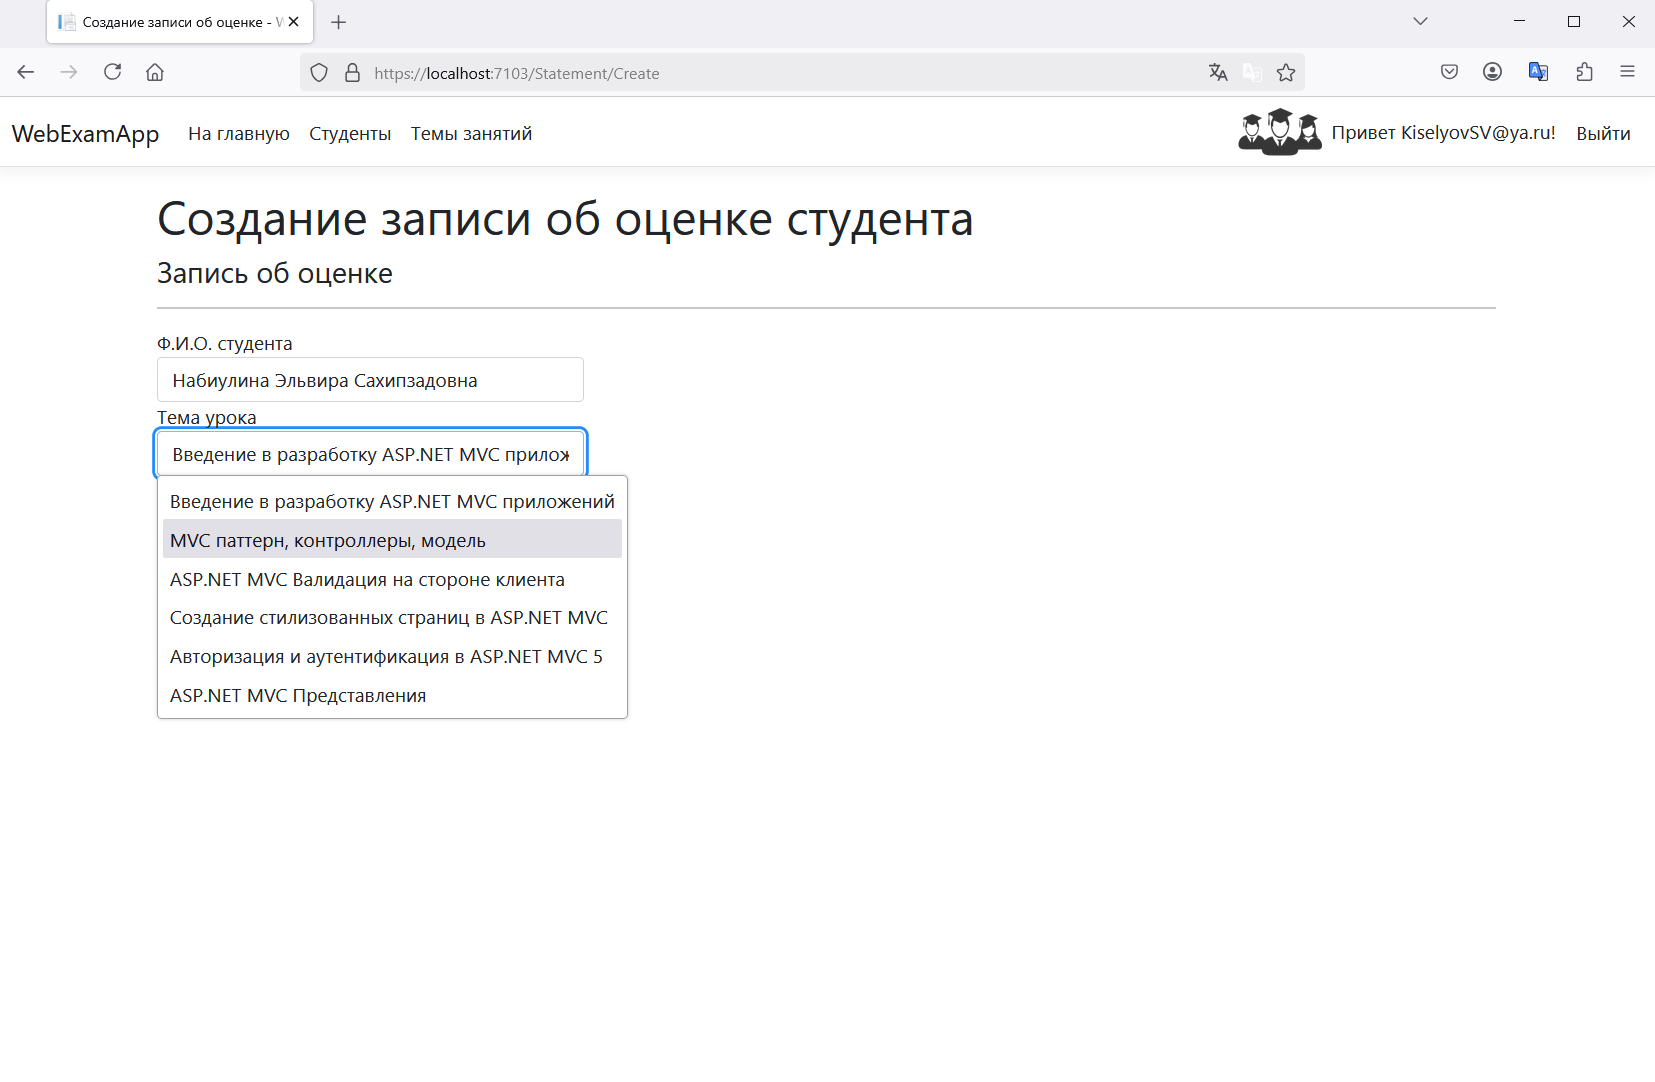 Создание записи об оценке - W
https://localhost:7103/Statement/Create
WebExamApp На главную Студенты Темы занятий Привет KiselyovSV@ya.ru! Выйти
Создание записи об оценке студента
Запись об оценке
Ф.И.О. студента
Набиулина Эльвира Сахипзадовна
Тема урока
Введение в разработку ASP.NET MVC прилож
Введение в разработку ASP.NET MVC приложений
MVC паттерн, контроллеры, модель
ASP.NET MVC Валидация на стороне клиента
Создание стилизованных страниц в ASP.NET MVC
Авторизация и аутентификация в ASP.NET MVC 5
ASP.NET MVC Представления